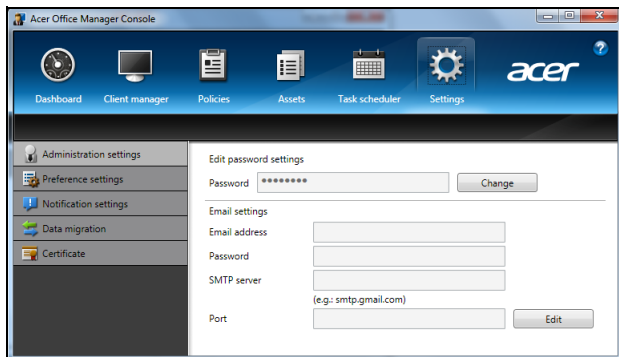 Acer Office Manager Console
?
acer
Dashboard Client manager Policies Assets Task scheduler Settings
Administration settings
Preference settings
Notification settings
Data migration
Certificate
Edit password settings
Password ******** Change
Email settings
Email address
Password
SMTP server
(e.g.: smtp.gmail.com)
Port Edit